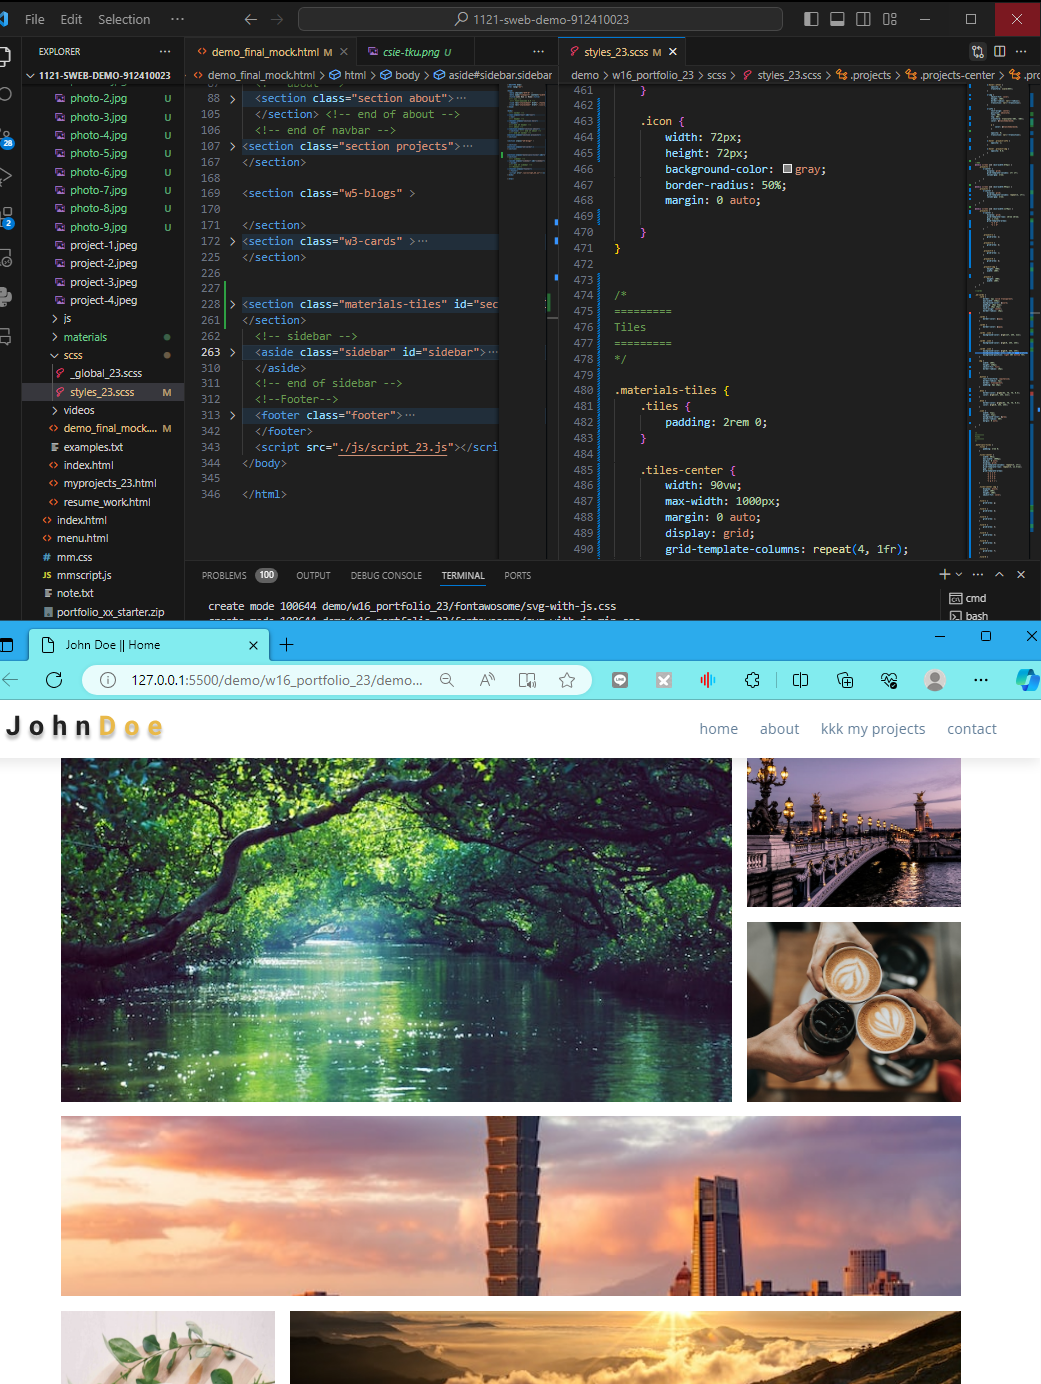 File Edit Selection ··· 1121-sweb-demo-912410023
EXPLORER ···
1121-SWEB-DEMO-912410023
photo-2.jpg U
photo-3.jpg U
photo-4.jpg U
photo-5.jpg U
photo-6.jpg U
photo-7.jpg U
photo-8.jpg U
photo-9.jpg U
project-1.jpeg
project-2.jpeg
project-3.jpeg
project-4.jpeg
js
materials
scss
_global_23.scss
styles_23.scss M
videos
demo_final_mock.... M
examples.txt
index.html
myprojects_23.html
resume_work.html
index.html
menu.html
mm.css
mmscript.js
note.txt
portfolio_xx_starter.zip
28
2
demo_final_mock.html M csie-tku.png U ···
demo_final_mock.html > html > body > aside#sidebar.sidebar
88 <section class="section about">···
105 </section> <!-- end of about -->
106 <!-- end of navbar -->
107 <section class="section projects">···
167 </section>
168
169 <section class="w5-blogs" >
170
171 </section>
172 <section class="w3-cards" >···
225 </section>
226
227
228 <section class="materials-tiles" id="sec
261 </section>
262 <!-- sidebar -->
263 <aside class="sidebar" id="sidebar">···
310 </aside>
311 <!-- end of sidebar -->
312 <!--Footer-->
313 <footer class="footer">···
342 </footer>
343 <script src="./js/script_23.js"></scri
344 </body>
345
346 </html>
styles_23.scss M ···
demo > w16_portfolio_23 > scss > styles_23.scss > .projects > .projects-center > .pro
461 }
462
463 .icon {
464 width: 72px;
465 height: 72px;
466 background-color: gray;
467 border-radius: 50%;
468 margin: 0 auto;
469
470 }
471 }
472
473
474 /*
475 =========
476 Tiles
477 =========
478 */
479
480 .materials-tiles {
481 .tiles {
482 padding: 2rem 0;
483 }
484
485 .tiles-center {
486 width: 90vw;
487 max-width: 1000px;
488 margin: 0 auto;
489 display: grid;
490 grid-template-columns: repeat(4, 1fr);
PROBLEMS 100 OUTPUT DEBUG CONSOLE TERMINAL PORTS
create mode 100644 demo/w16_portfolio_23/fontawosome/svg-with-js.css
cmd
bash
John Doe || Home
127.0.0.1:5500/demo/w16_portfolio_23/demo...
JohnDoe
home about kkk my projects contact